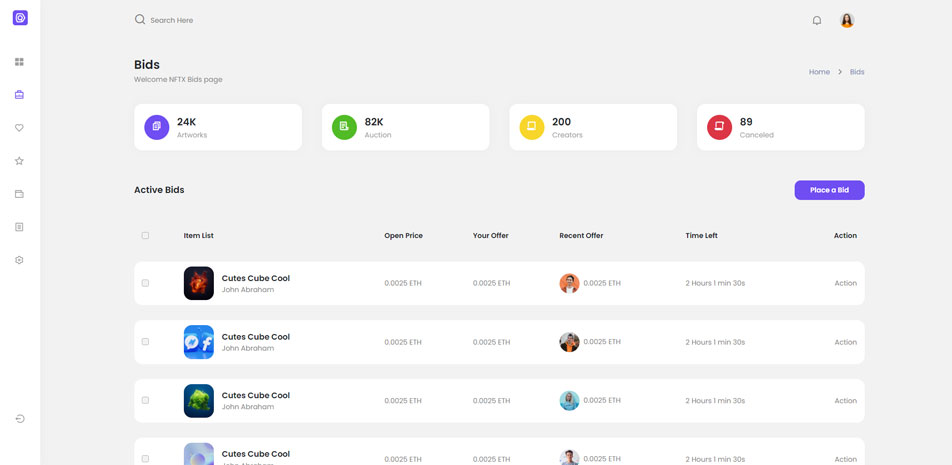 Search Here
Bids
Welcome NFTX Bids page
Home > Bids
24K
Artworks
82K
Auction
200
Creators
89
Canceled
Active Bids
Place a Bid
Item List Open Price Your Offer Recent Offer Time Left Action
Cutes Cube Cool
John Abraham
0.0025 ETH 0.0025 ETH 0.0025 ETH 2 Hours 1 min 30s Action
Cutes Cube Cool
John Abraham
0.0025 ETH 0.0025 ETH 0.0025 ETH 2 Hours 1 min 30s Action
Cutes Cube Cool
John Abraham
0.0025 ETH 0.0025 ETH 0.0025 ETH 2 Hours 1 min 30s Action
Cutes Cube Cool
John Abraham
0.0025 ETH 0.0025 ETH 0.0025 ETH 2 Hours 1 min 30s Action